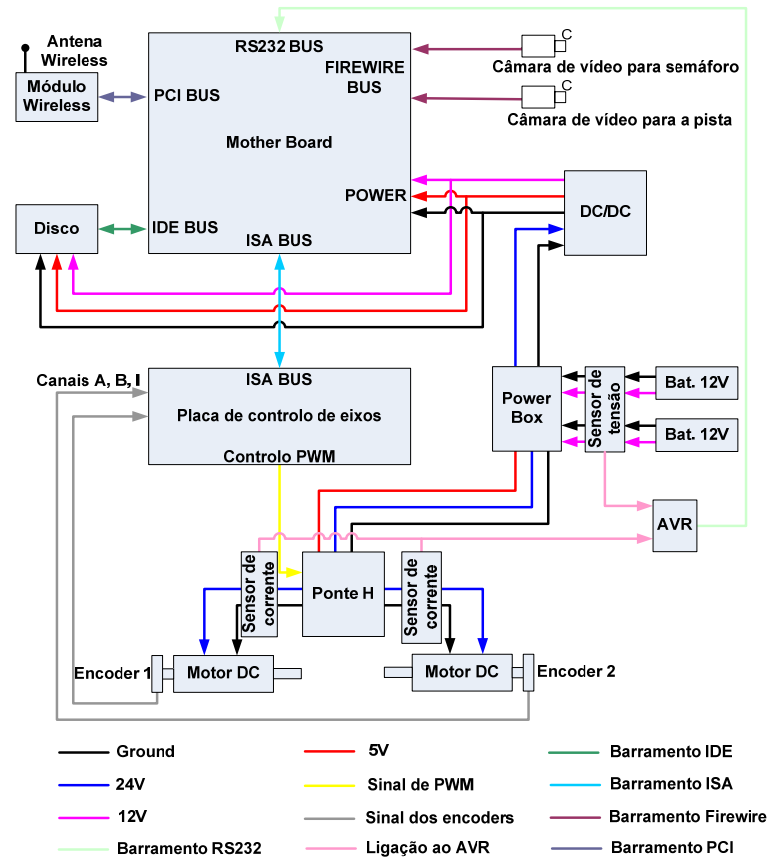 Antena
Wireless
Módulo
Wireless
PCI BUS
RS232 BUS
FIREWIRE
BUS
Mother Board
POWER
IDE BUS
ISA BUS
C
Câmara de vídeo para semáforo
C
Câmara de vídeo para a pista
Disco
DC/DC
Canais A, B, I
ISA BUS
Placa de controlo de eixos
Controlo PWM
Power
Box
Sensor de
tensão
Bat. 12V
Bat. 12V
AVR
Sensor de
corrente
Ponte H
Sensor de
corrente
Encoder 1
Motor DC
Motor DC
Encoder 2
Ground
5V
Barramento IDE
24V
Sinal de PWM
Barramento ISA
12V
Sinal dos encoders
Barramento Firewire
Barramento RS232
Ligação ao AVR
Barramento PCI